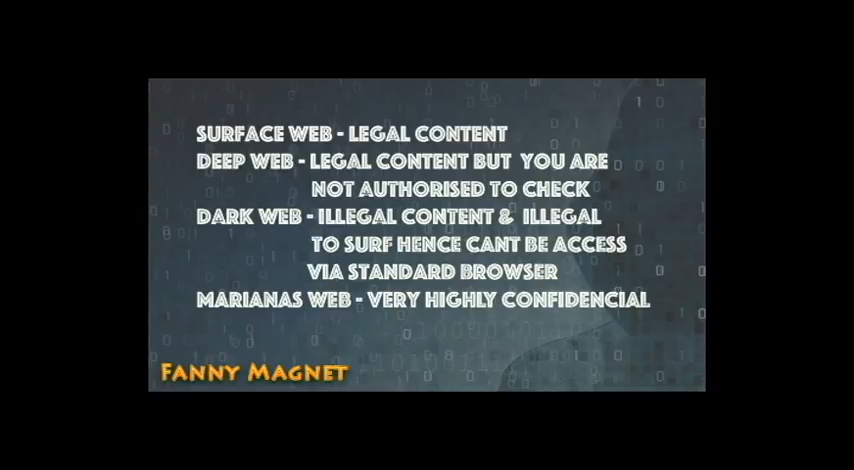 SURFACE WEB - LEGAL CONTENT
DEEP WEB - LEGAL CONTENT BUT YOU ARE
NOT AUTHORISED TO CHECK
DARK WEB - ILLEGAL CONTENT & ILLEGAL
TO SURF HENCE CANT BE ACCESS
VIA STANDARD BROWSER
MARIANAS WEB - VERY HIGHLY CONFIDENCIAL
FANNY MAGNET